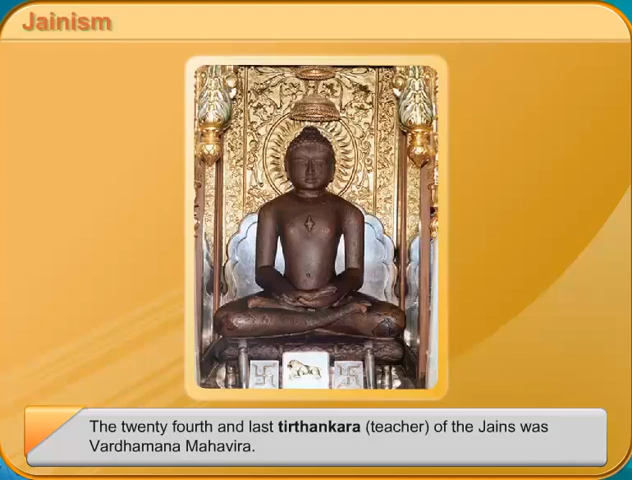 Jainism
The twenty fourth and last tirthankara (teacher) of the Jains was
Vardhamana Mahavira.